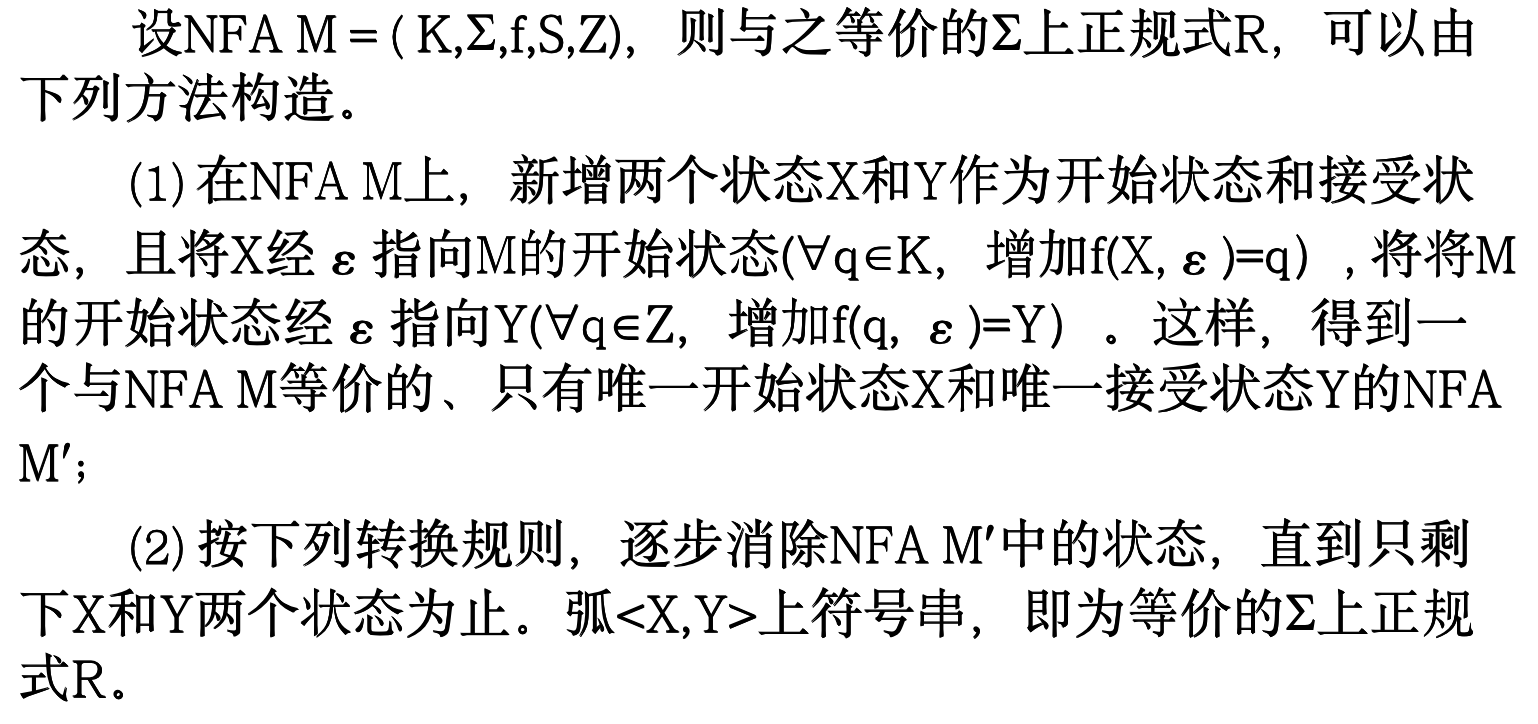 设NFA M = ( K,Σ,f,S,Z)，则与之等价的Σ上正规式R，可以由
下列方法构造。
(1) 在NFA M上，新增两个状态X和Y作为开始状态和接受状
态，且将X经 ε 指向M的开始状态(∀q∈K，增加f(X, ε )=q) , 将将M
的开始状态经 ε 指向Y(∀q∈Z，增加f(q, ε )=Y) 。这样，得到一
个与NFA M等价的、只有唯一开始状态X和唯一接受状态Y的NFA
M′;
(2) 按下列转换规则，逐步消除NFA M′中的状态，直到只剩
下X和Y两个状态为止。弧<X,Y>上符号串，即为等价的Σ上正规
式R。